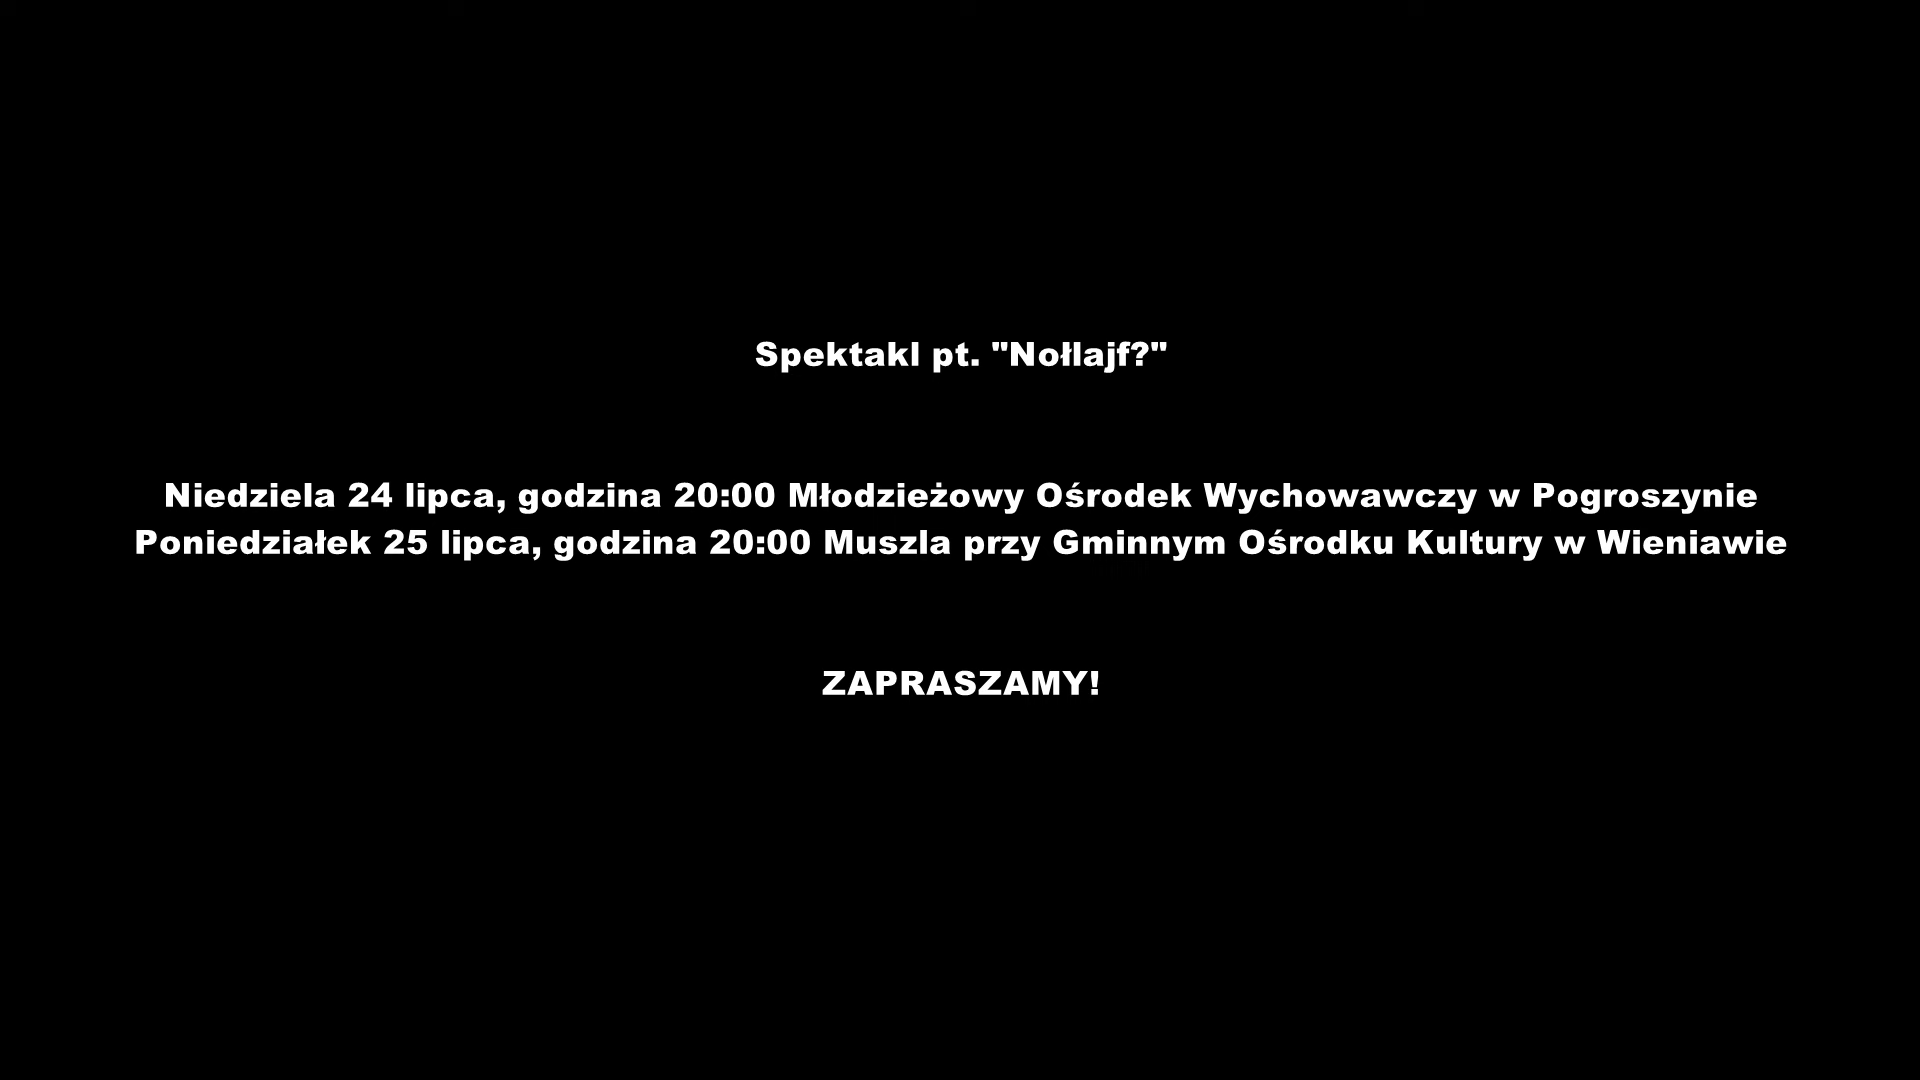 Spektakl pt. "Nołlajf?"
Niedziela 24 lipca, godzina 20:00 Młodzieżowy Ośrodek Wychowawczy w Pogroszynie
Poniedziałek 25 lipca, godzina 20:00 Muszla przy Gminnym Ośrodku Kultury w Wieniawie
ZAPRASZAMY!